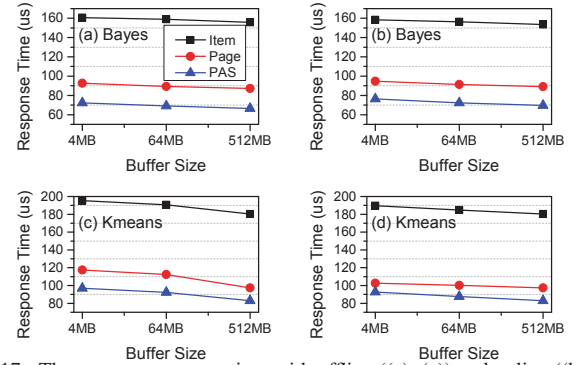 160
140
120
100
80
60
Response Time (us)
(a) Bayes
Item
Page
PAS
4MB 64MB 512MB
Buffer Size
160
140
120
100
80
60
Response Time (us)
(b) Bayes
4MB 64MB 512MB
Buffer Size
200
180
160
140
120
100
80
Response Time (us)
(c) Kmeans
4MB 64MB 512MB
Buffer Size
200
180
160
140
120
100
80
Response Time (us)
(d) Kmeans
4MB 64MB 512MB
Buffer Size